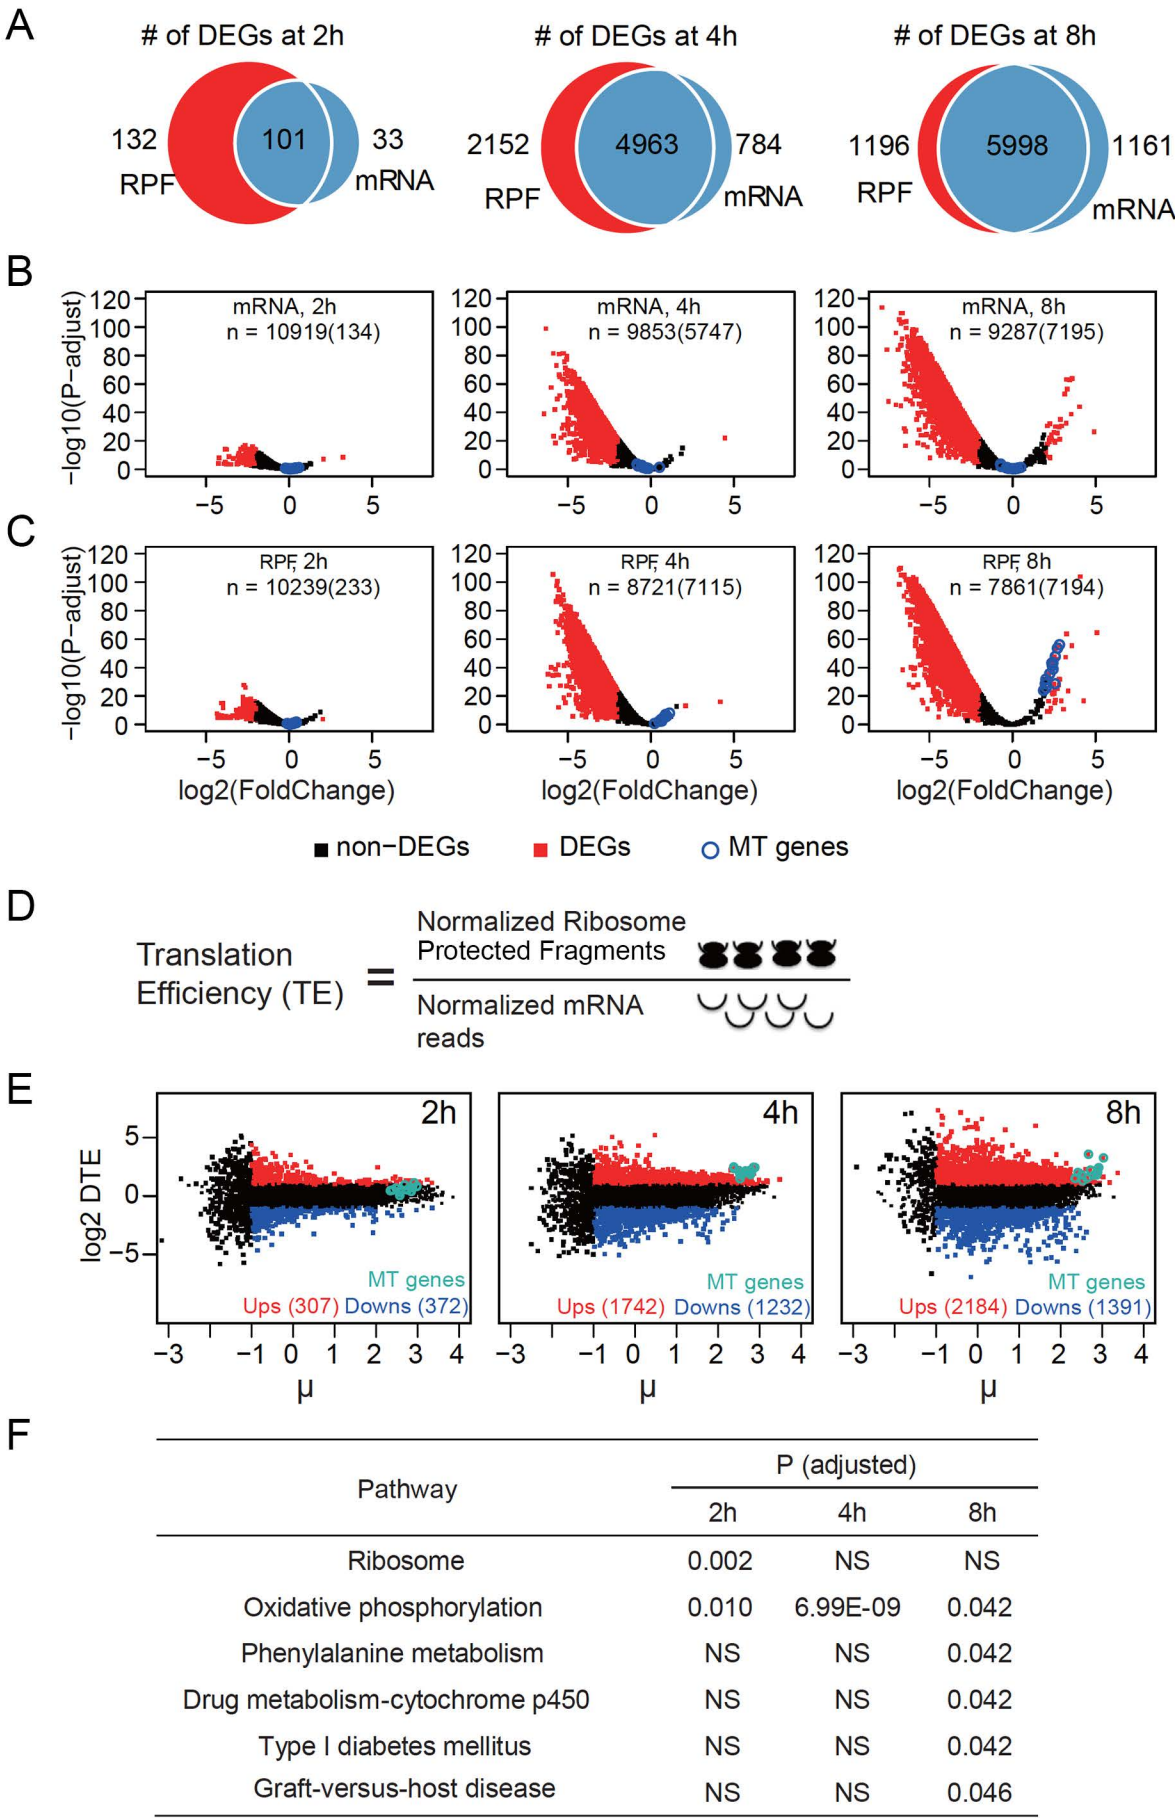 A
# of DEGs at 2h
# of DEGs at 4h
# of DEGs at 8h
132
101
33
RPF
mRNA
2152
4963
784
RPF
mRNA
1196
5998
1161
RPF
mRNA
B
−log10(P−adjust)
120
100
80
60
40
20
0
mRNA, 2h
n = 10919(134)
−5 0 5
120
100
80
60
40
20
0
mRNA, 4h
n = 9853(5747)
−5 0 5
120
100
80
60
40
20
0
mRNA, 8h
n = 9287(7195)
−5 0 5
C
−log10(P−adjust)
120
100
80
60
40
20
0
RPF, 2h
n = 10239(233)
−5 0 5
log2(FoldChange)
120
100
80
60
40
20
0
RPF, 4h
n = 8721(7115)
−5 0 5
log2(FoldChange)
120
100
80
60
40
20
0
RPF, 8h
n = 7861(7194)
−5 0 5
log2(FoldChange)
non−DEGs DEGs MT genes
D
Translation
Efficiency (TE)
=
Normalized Ribosome
Protected Fragments
Normalized mRNA
reads
E
log2 DTE
5
0
−5
2h
MT genes
Ups (307) Downs (372)
−3 −1 0 1 2 3 4
μ
4h
MT genes
Ups (1742) Downs (1232)
−3 −1 0 1 2 3 4
μ
8h
MT genes
Ups (2184) Downs (1391)
−3 −1 0 1 2 3 4
μ
F
Pathway
P (adjusted)
2h 4h 8h
Ribosome 0.002 NS NS
Oxidative phosphorylation 0.010 6.99E-09 0.042
Phenylalanine metabolism NS NS 0.042
Drug metabolism-cytochrome p450 NS NS 0.042
Type I diabetes mellitus NS NS 0.042
Graft-versus-host disease NS NS 0.046